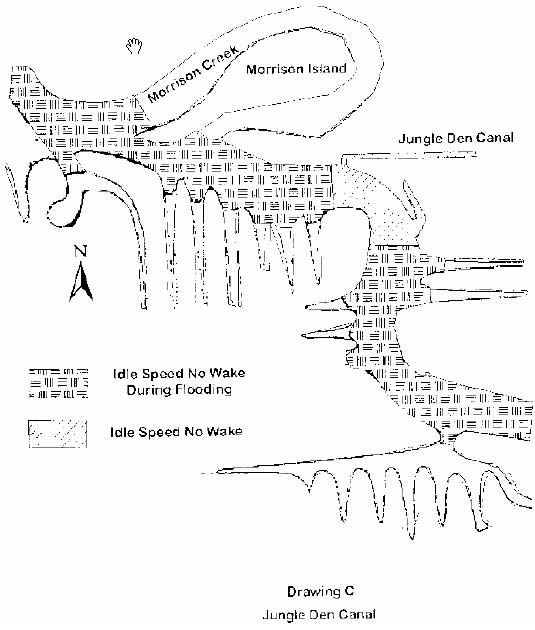 Morrison Creek
Morrison Island
Jungle Den Canal
N
Idle Speed No Wake
During Flooding
Idle Speed No Wake
Drawing C
Jungle Den Canal